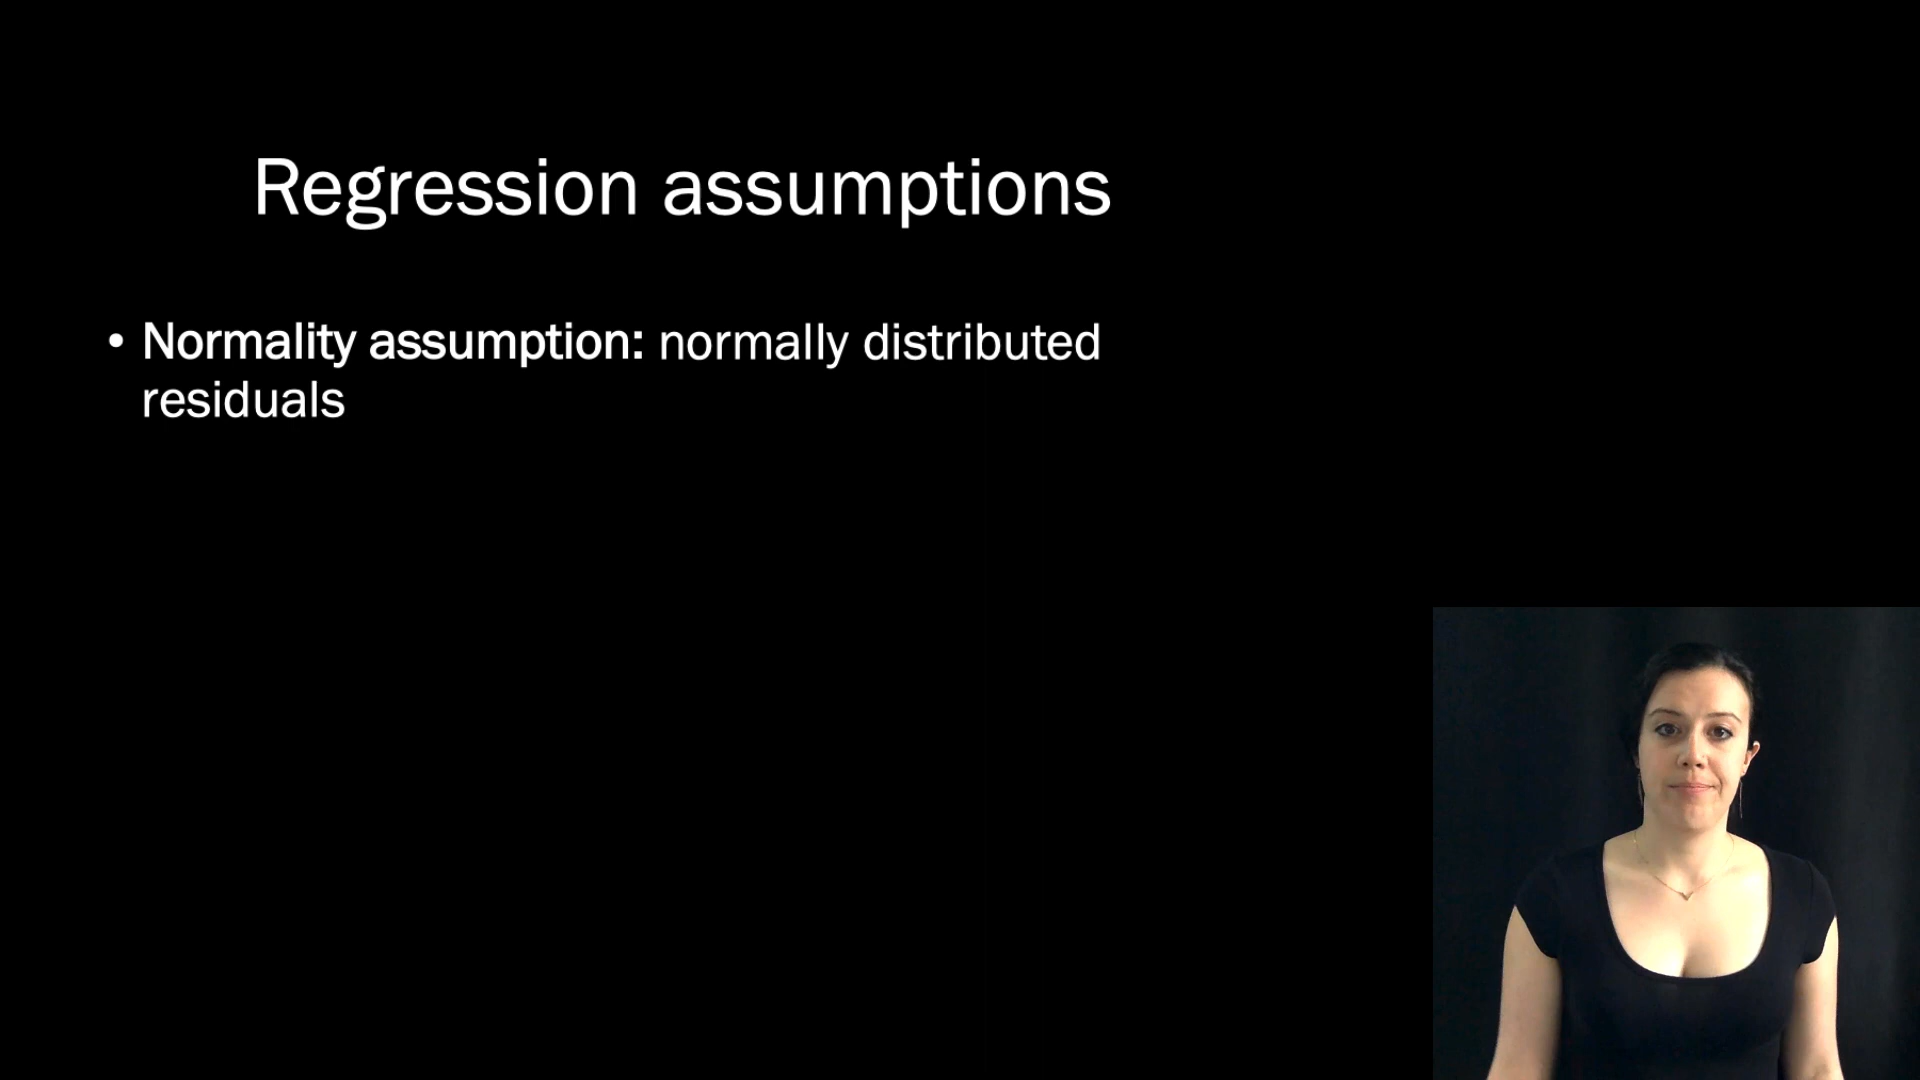 Regression assumptions
• Normality assumption: normally distributed
residuals